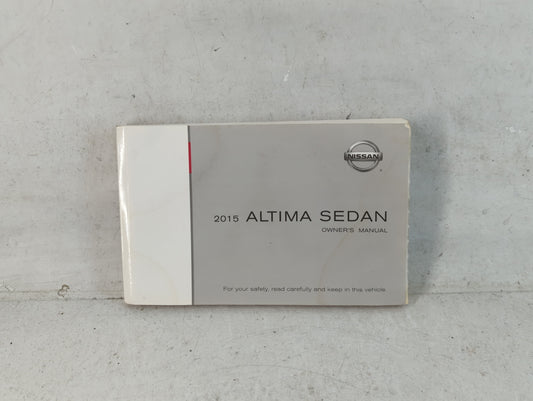 NISSAN
2015 ALTIMA SEDAN
OWNER'S MANUAL
For your safety, read carefully and keep in this vehicle.